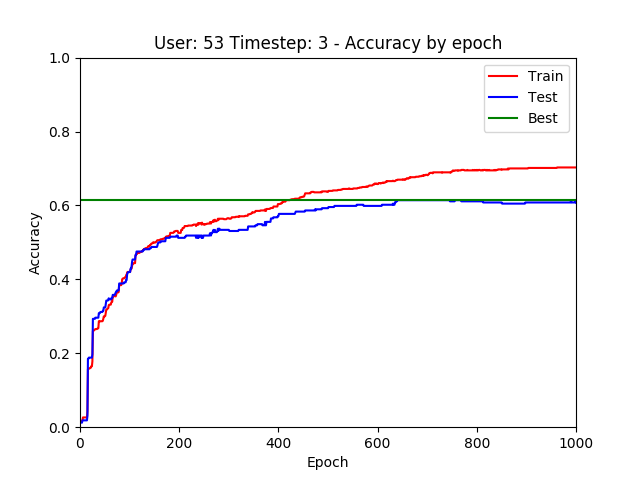 User: 53 Timestep: 3 - Accuracy by epoch
1.0
0.8
0.6
0.4
0.2
0.0
Accuracy
Train
Test
Best
0 200 400 600 800 1000
Epoch